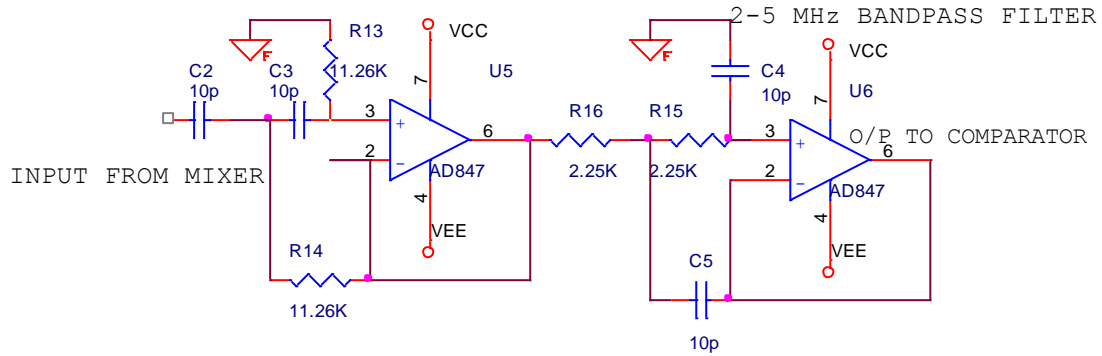 2-5 MHz BANDPASS FILTER
R13
11.26K
VCC
U5
C2
10p
C3
10p
F
7
3
+
2
-
6
AD847
4
VEE
INPUT FROM MIXER
R14
11.26K
R16
2.25K
R15
2.25K
F
C4
10p
VCC
U6
7
3
+
2
-
6
O/P TO COMPARATOR
AD847
4
VEE
C5
10p